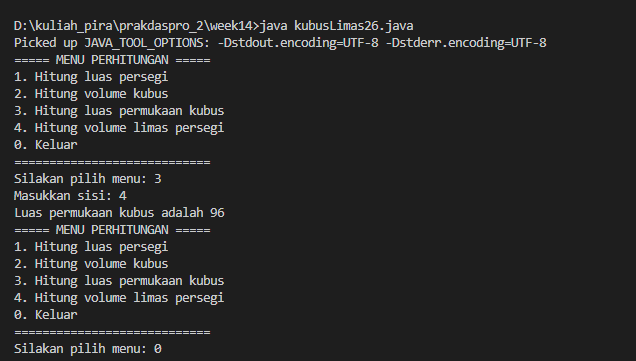 D:\kuliah_pira\prakdaspro_2\week14>java kubusLimas26.java
Picked up JAVA_TOOL_OPTIONS: -Dstdout.encoding=UTF-8 -Dstderr.encoding=UTF-8
===== MENU PERHITUNGAN =====
1. Hitung luas persegi
2. Hitung volume kubus
3. Hitung luas permukaan kubus
4. Hitung volume limas persegi
0. Keluar
============================
Silakan pilih menu: 3
Masukkan sisi: 4
Luas permukaan kubus adalah 96
===== MENU PERHITUNGAN =====
1. Hitung luas persegi
2. Hitung volume kubus
3. Hitung luas permukaan kubus
4. Hitung volume limas persegi
0. Keluar
============================
Silakan pilih menu: 0